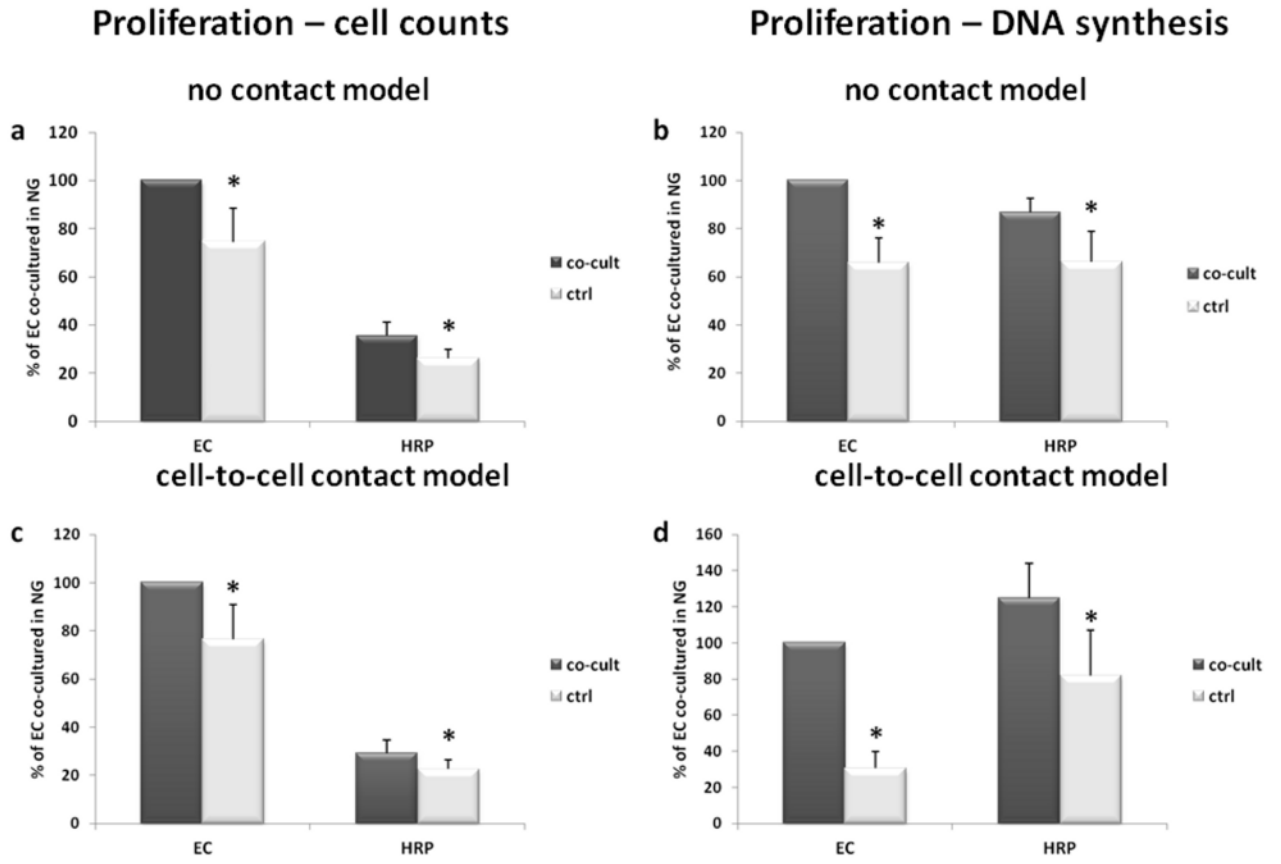 Proliferation – cell counts
no contact model
a
% of EC co-cultured in NG
120
100
80
60
40
20
0
*
*
EC
HRP
co-cult
ctrl
Proliferation – DNA synthesis
no contact model
b
% of EC co-cultured in NG
120
100
80
60
40
20
0
*
*
EC
HRP
co-cult
ctrl
cell-to-cell contact model
c
% of EC co-cultured in NG
120
100
80
60
40
20
0
*
*
EC
HRP
co-cult
ctrl
cell-to-cell contact model
d
% of EC co-cultured in NG
160
140
120
100
80
60
40
20
0
*
*
EC
HRP
co-cult
ctrl